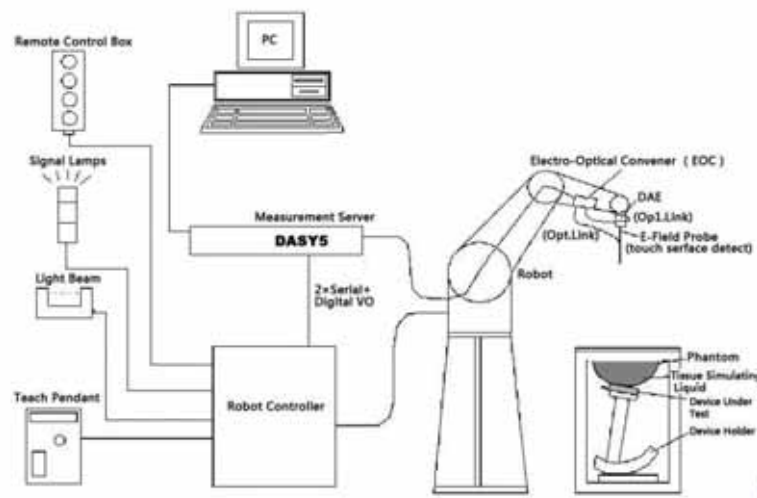 Remote Control Box
PC
Signal Lamps
Electro-Optical Convener （EOC）
DAE
(Op1.Link)
Measurement Server
DASY5
(Opt.Link)
E-Field Probe
(touch serface detect)
Light Beam
2×Serial+
Digital VO
Robot
Phantom
Tissue Simulating
Liquid
Device Under
Test
Teach Pendant
Robot Controller
Device Holder